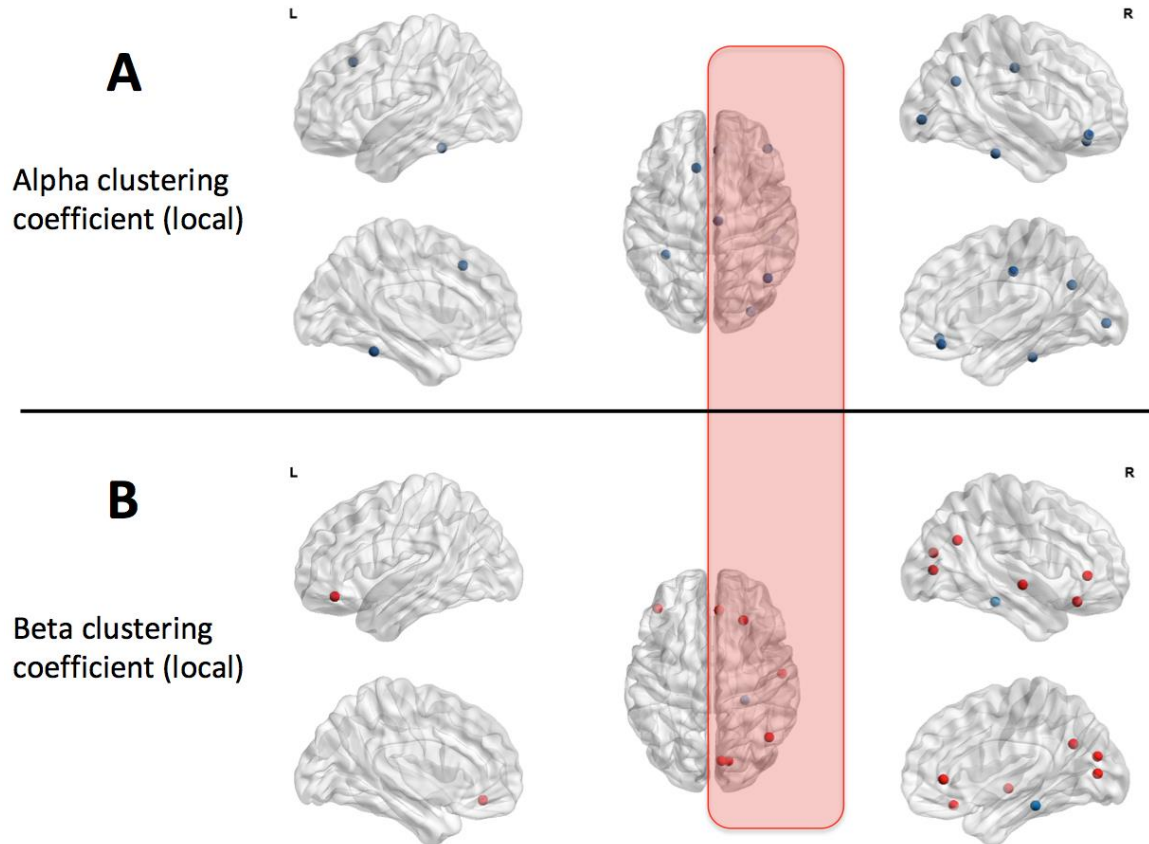 L
R
A
Alpha clustering
coefficient (local)
L
R
B
Beta clustering
coefficient (local)